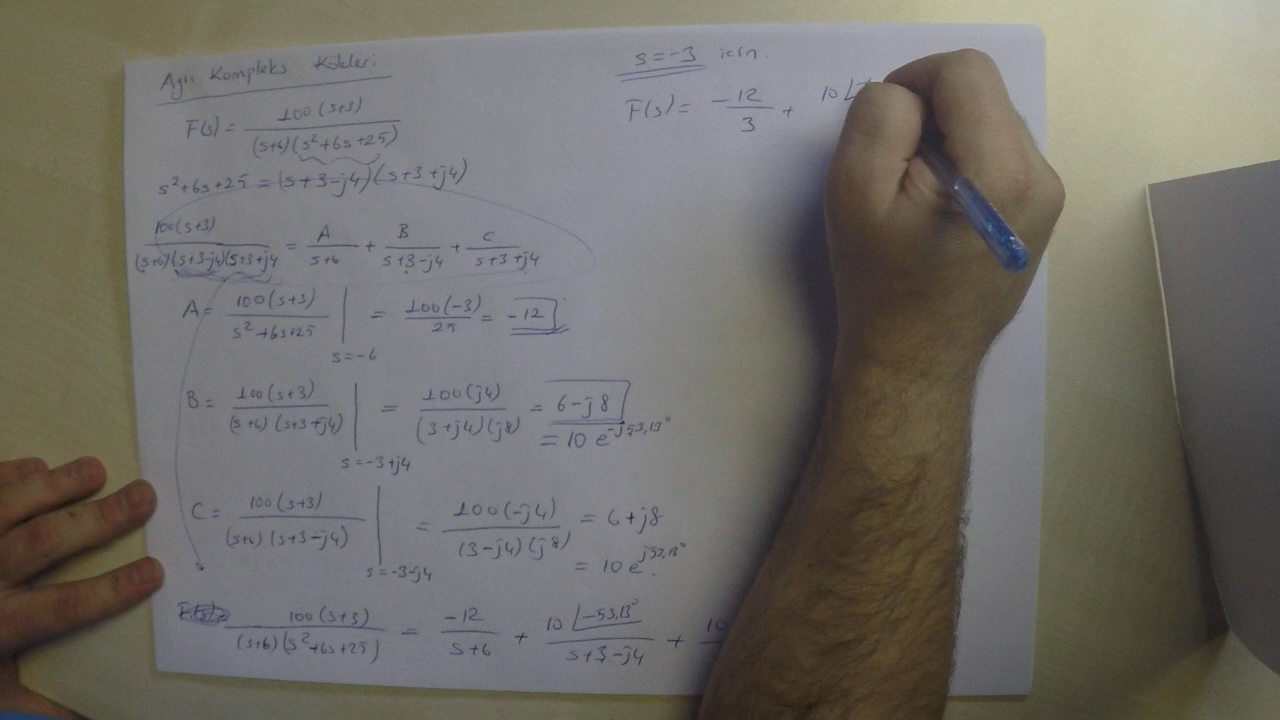 Ayrı Kompleks Kökler:
F(s) = 100(s+3) / (s+6)(s²+6s+25)
s²+6s+25 = (s+3-j4)(s+3+j4)
100(s+3) / (s+6)(s+3-j4)(s+3+j4 = A / s+6 + B / s+3-j4 + C / s+3+j4
A = 100(s+3) / s²+6s+25 | s=-6 = 100(-3) / 25 = -12
B = 100(s+3) / (s+6)(s+3+j4) | s=-3+j4 = 100(j4) / (3+j4)(j8) = 6-j8
= 10 e^-j53,13°
C = 100(s+3) / (s+6)(s+3-j4) | s=-3-j4 = 100(-j4) / (3-j4)(j8) = 6+j8
= 10 e^j53,13°
100(s+3) / (s+6)(s²+6s+25) = -12 / s+6 + 10∠-53,13° / s+3-j4 + 10
s=-3 için.
F(s) = -12 / 3 + 10∠-